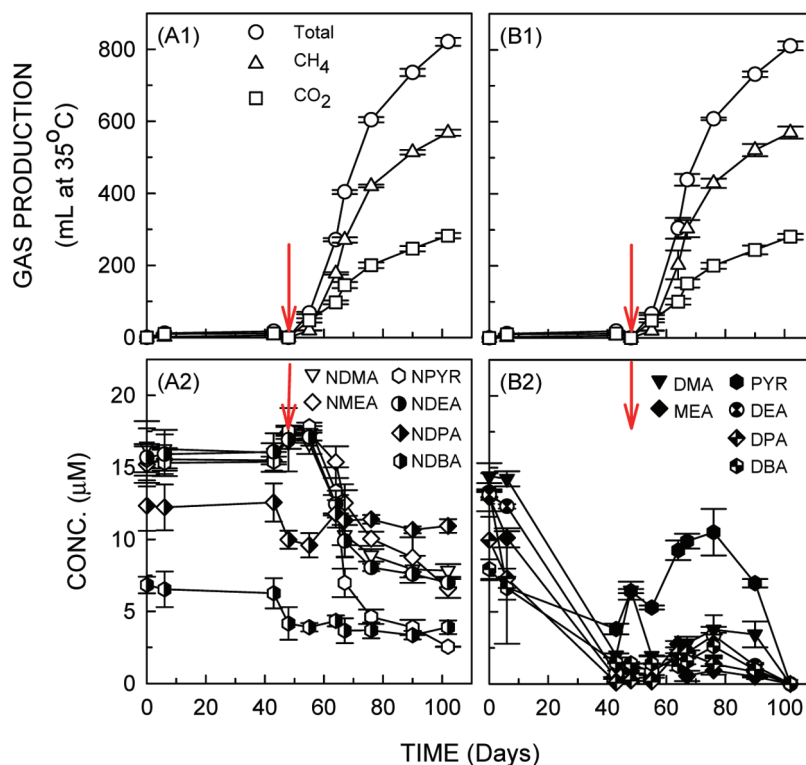 (A1)
Total
CH4
CO2
(B1)
GAS PRODUCTION
(mL at 35°C)
800
600
400
200
0
(A2)
NDMA
NPYR
NMEA
NDEA
NDPA
NDBA
(B2)
DMA
PYR
MEA
DEA
DPA
DBA
CONC. (µM)
20
15
10
5
0
0 20 40 60 80 100
0 20 40 60 80 100
TIME (Days)